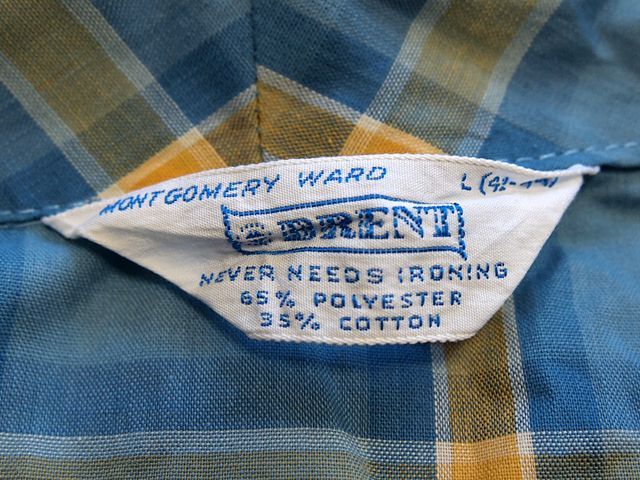 MONTGOMERY WARD L (42-44)
BRENT
NEVER NEEDS IRONING
65% POLYESTER
35% COTTON